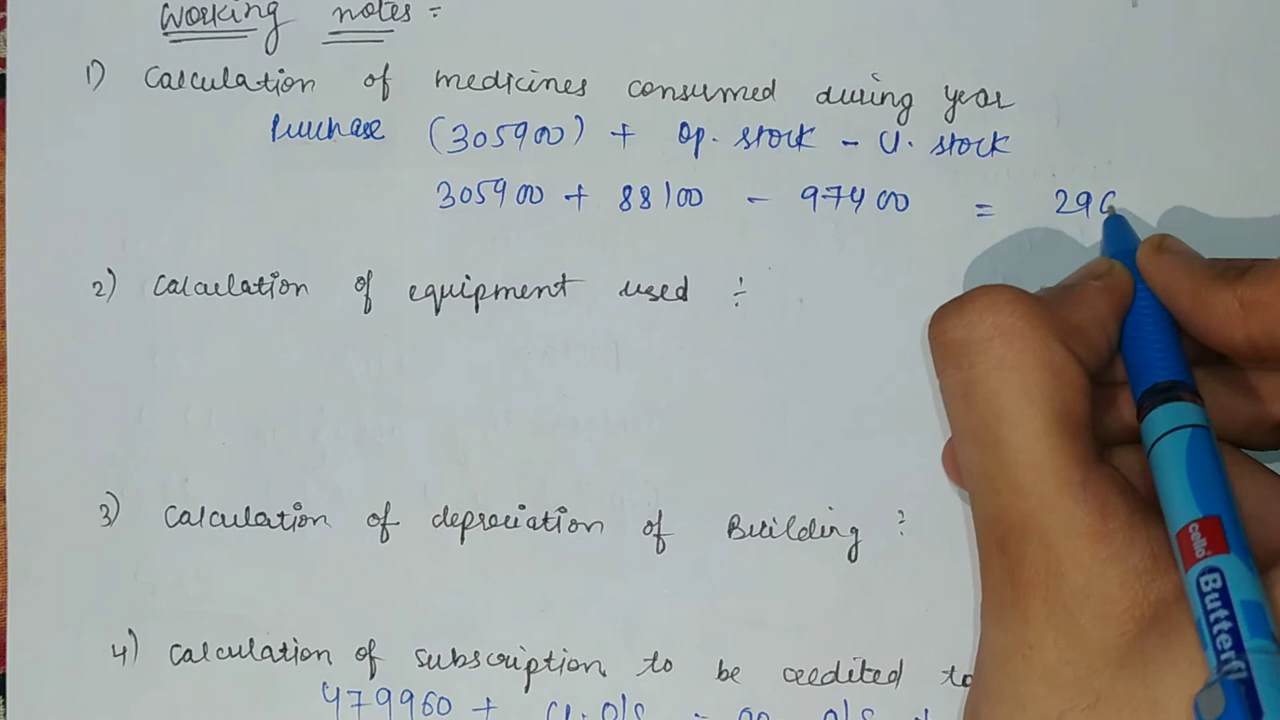 Working notes :
1) Calculation of medicines consumed during year
Purchase (305900) + Op. stock - Cl. stock
305900 + 88100 - 97400 = 296
2) Calculation of equipment used :
3) Calculation of depreciation of Building :
4) Calculation of subscription to be credited to
479960 + Cl. O/S - op o/s +
cello
Butterfl